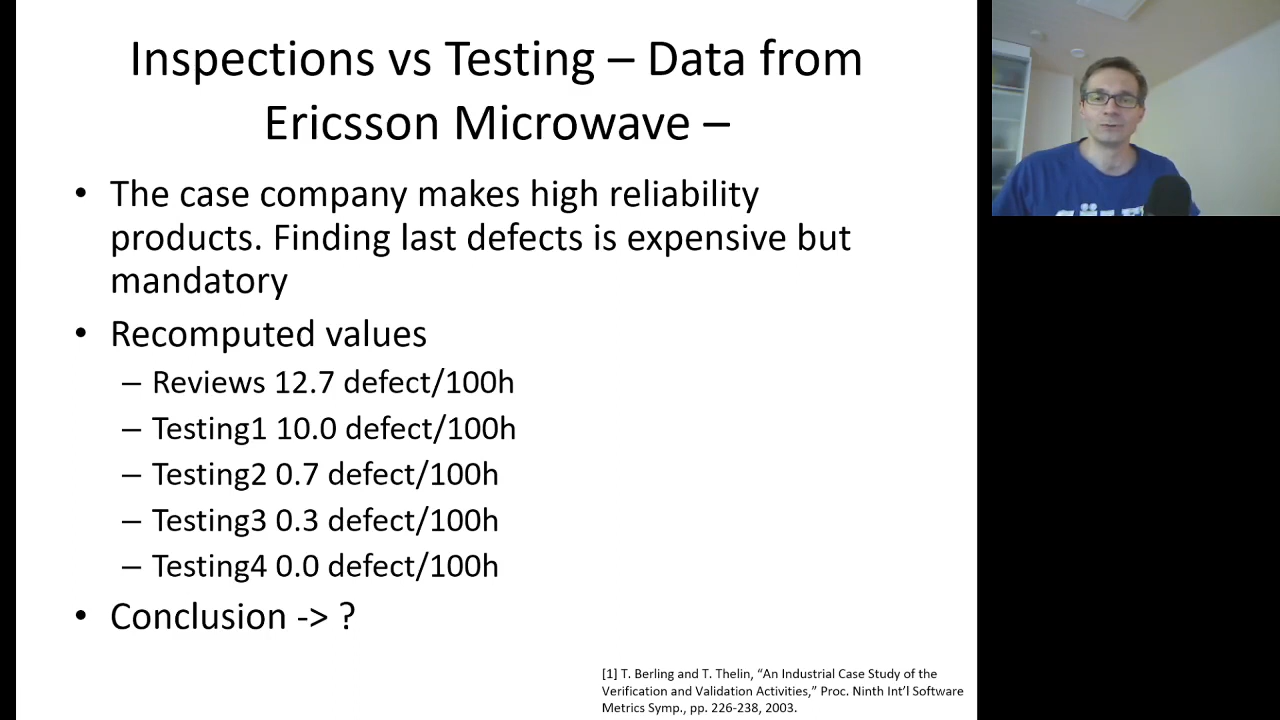 Inspections vs Testing – Data from
Ericsson Microwave –
• The case company makes high reliability
products. Finding last defects is expensive but
mandatory
• Recomputed values
– Reviews 12.7 defect/100h
– Testing1 10.0 defect/100h
– Testing2 0.7 defect/100h
– Testing3 0.3 defect/100h
– Testing4 0.0 defect/100h
• Conclusion -> ?
[1] T. Berling and T. Thelin, “An Industrial Case Study of the
Verification and Validation Activities,” Proc. Ninth Int’l Software
Metrics Symp., pp. 226-238, 2003.